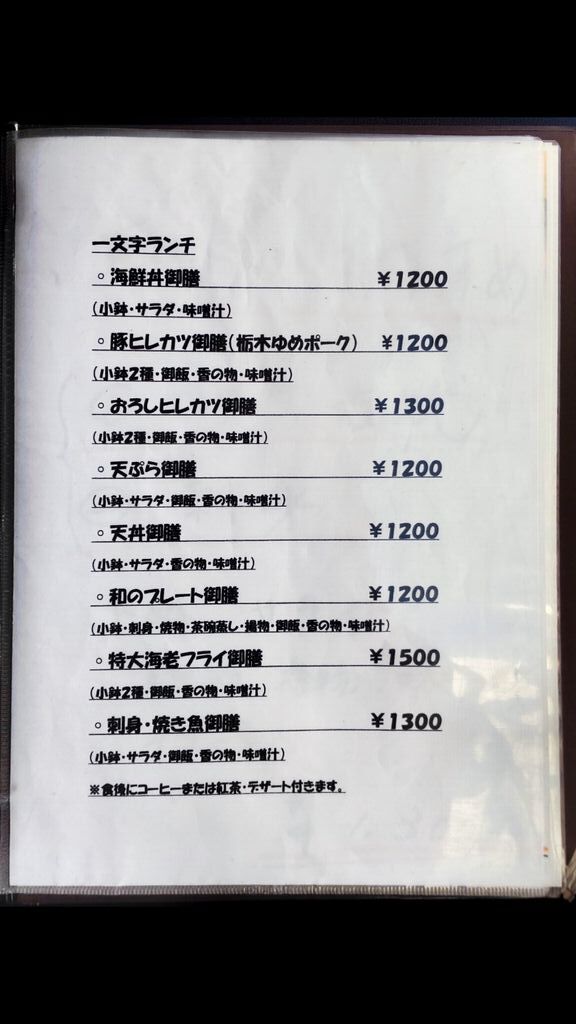 一文字ランチ
◦海鮮丼御膳 ¥1200
(小鉢・サラダ・味噌汁)
◦豚ヒレカツ御膳(栃木ゆめポーク) ¥1200
(小鉢2種・御飯・香の物・味噌汁)
◦おろしヒレカツ御膳 ¥1300
(小鉢2種・御飯・香の物・味噌汁)
◦天ぷら御膳 ¥1200
(小鉢・サラダ・御飯・香の物・味噌汁)
◦天丼御膳 ¥1200
(小鉢・サラダ・香の物・味噌汁)
◦和のプレート御膳 ¥1200
(小鉢・刺身・焼物・茶碗蒸し・揚物・御飯・香の物・味噌汁)
◦特大海老フライ御膳 ¥1500
(小鉢2種・御飯・香の物・味噌汁)
◦刺身・焼き魚御膳 ¥1300
(小鉢・サラダ・御飯・香の物・味噌汁)
※食後にコーヒーまたは紅茶・デザート付きます。